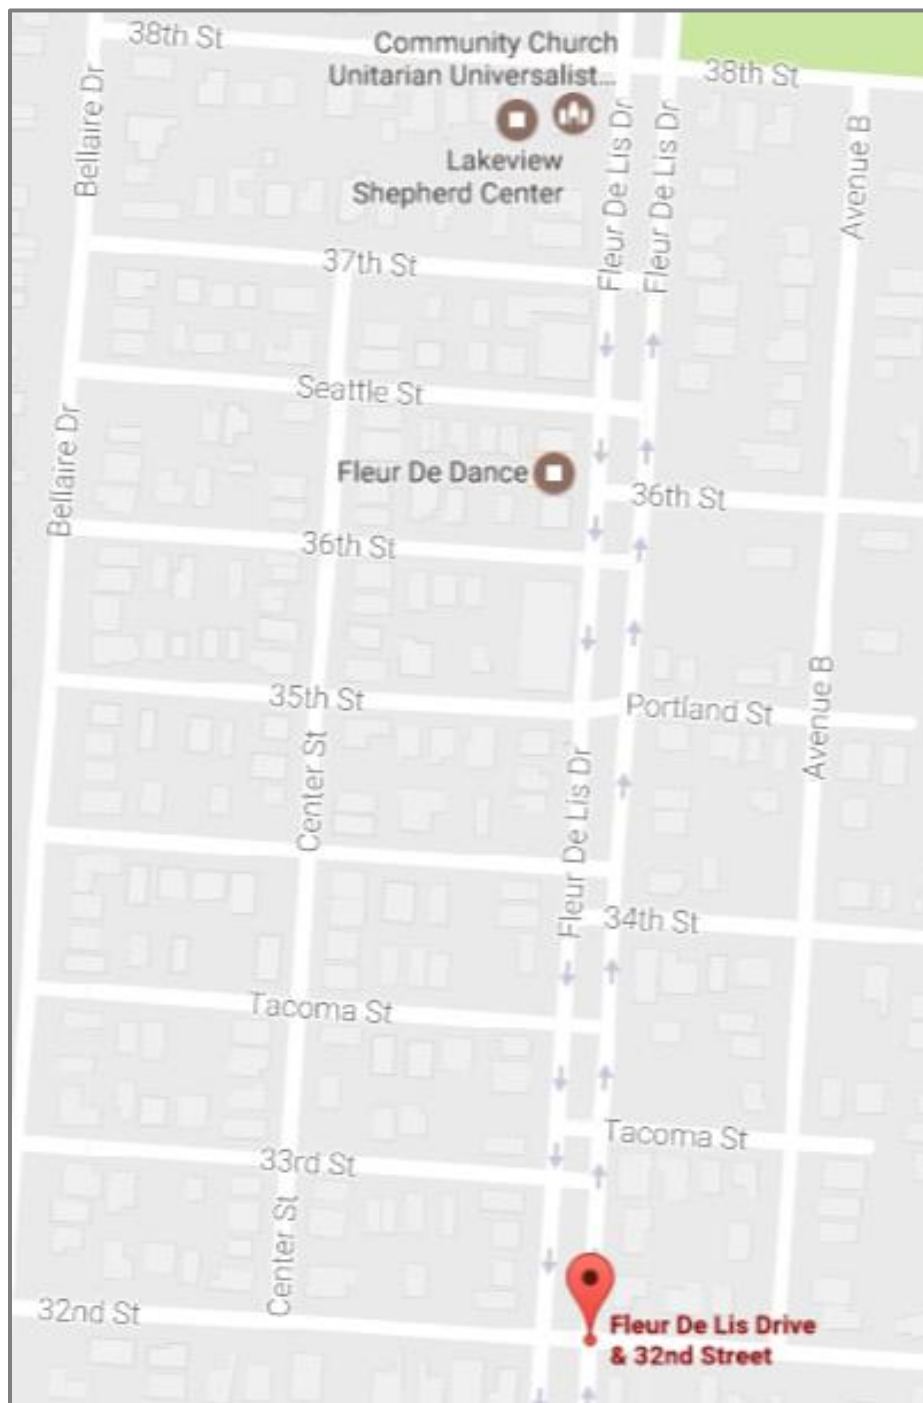 38th St
Community Church
Unitarian Universalist...
38th St
Bellaire Dr
Lakeview
Shepherd Center
Fleur De Lis Dr
Fleur De Lis Dr
Avenue B
37th St
Seattle St
Bellaire Dr
Fleur De Dance
36th St
36th St
35th St
Portland St
Avenue B
Center St
Fleur De Lis Dr
34th St
Tacoma St
Tacoma St
33rd St
Center St
32nd St
Fleur De Lis Drive
& 32nd Street